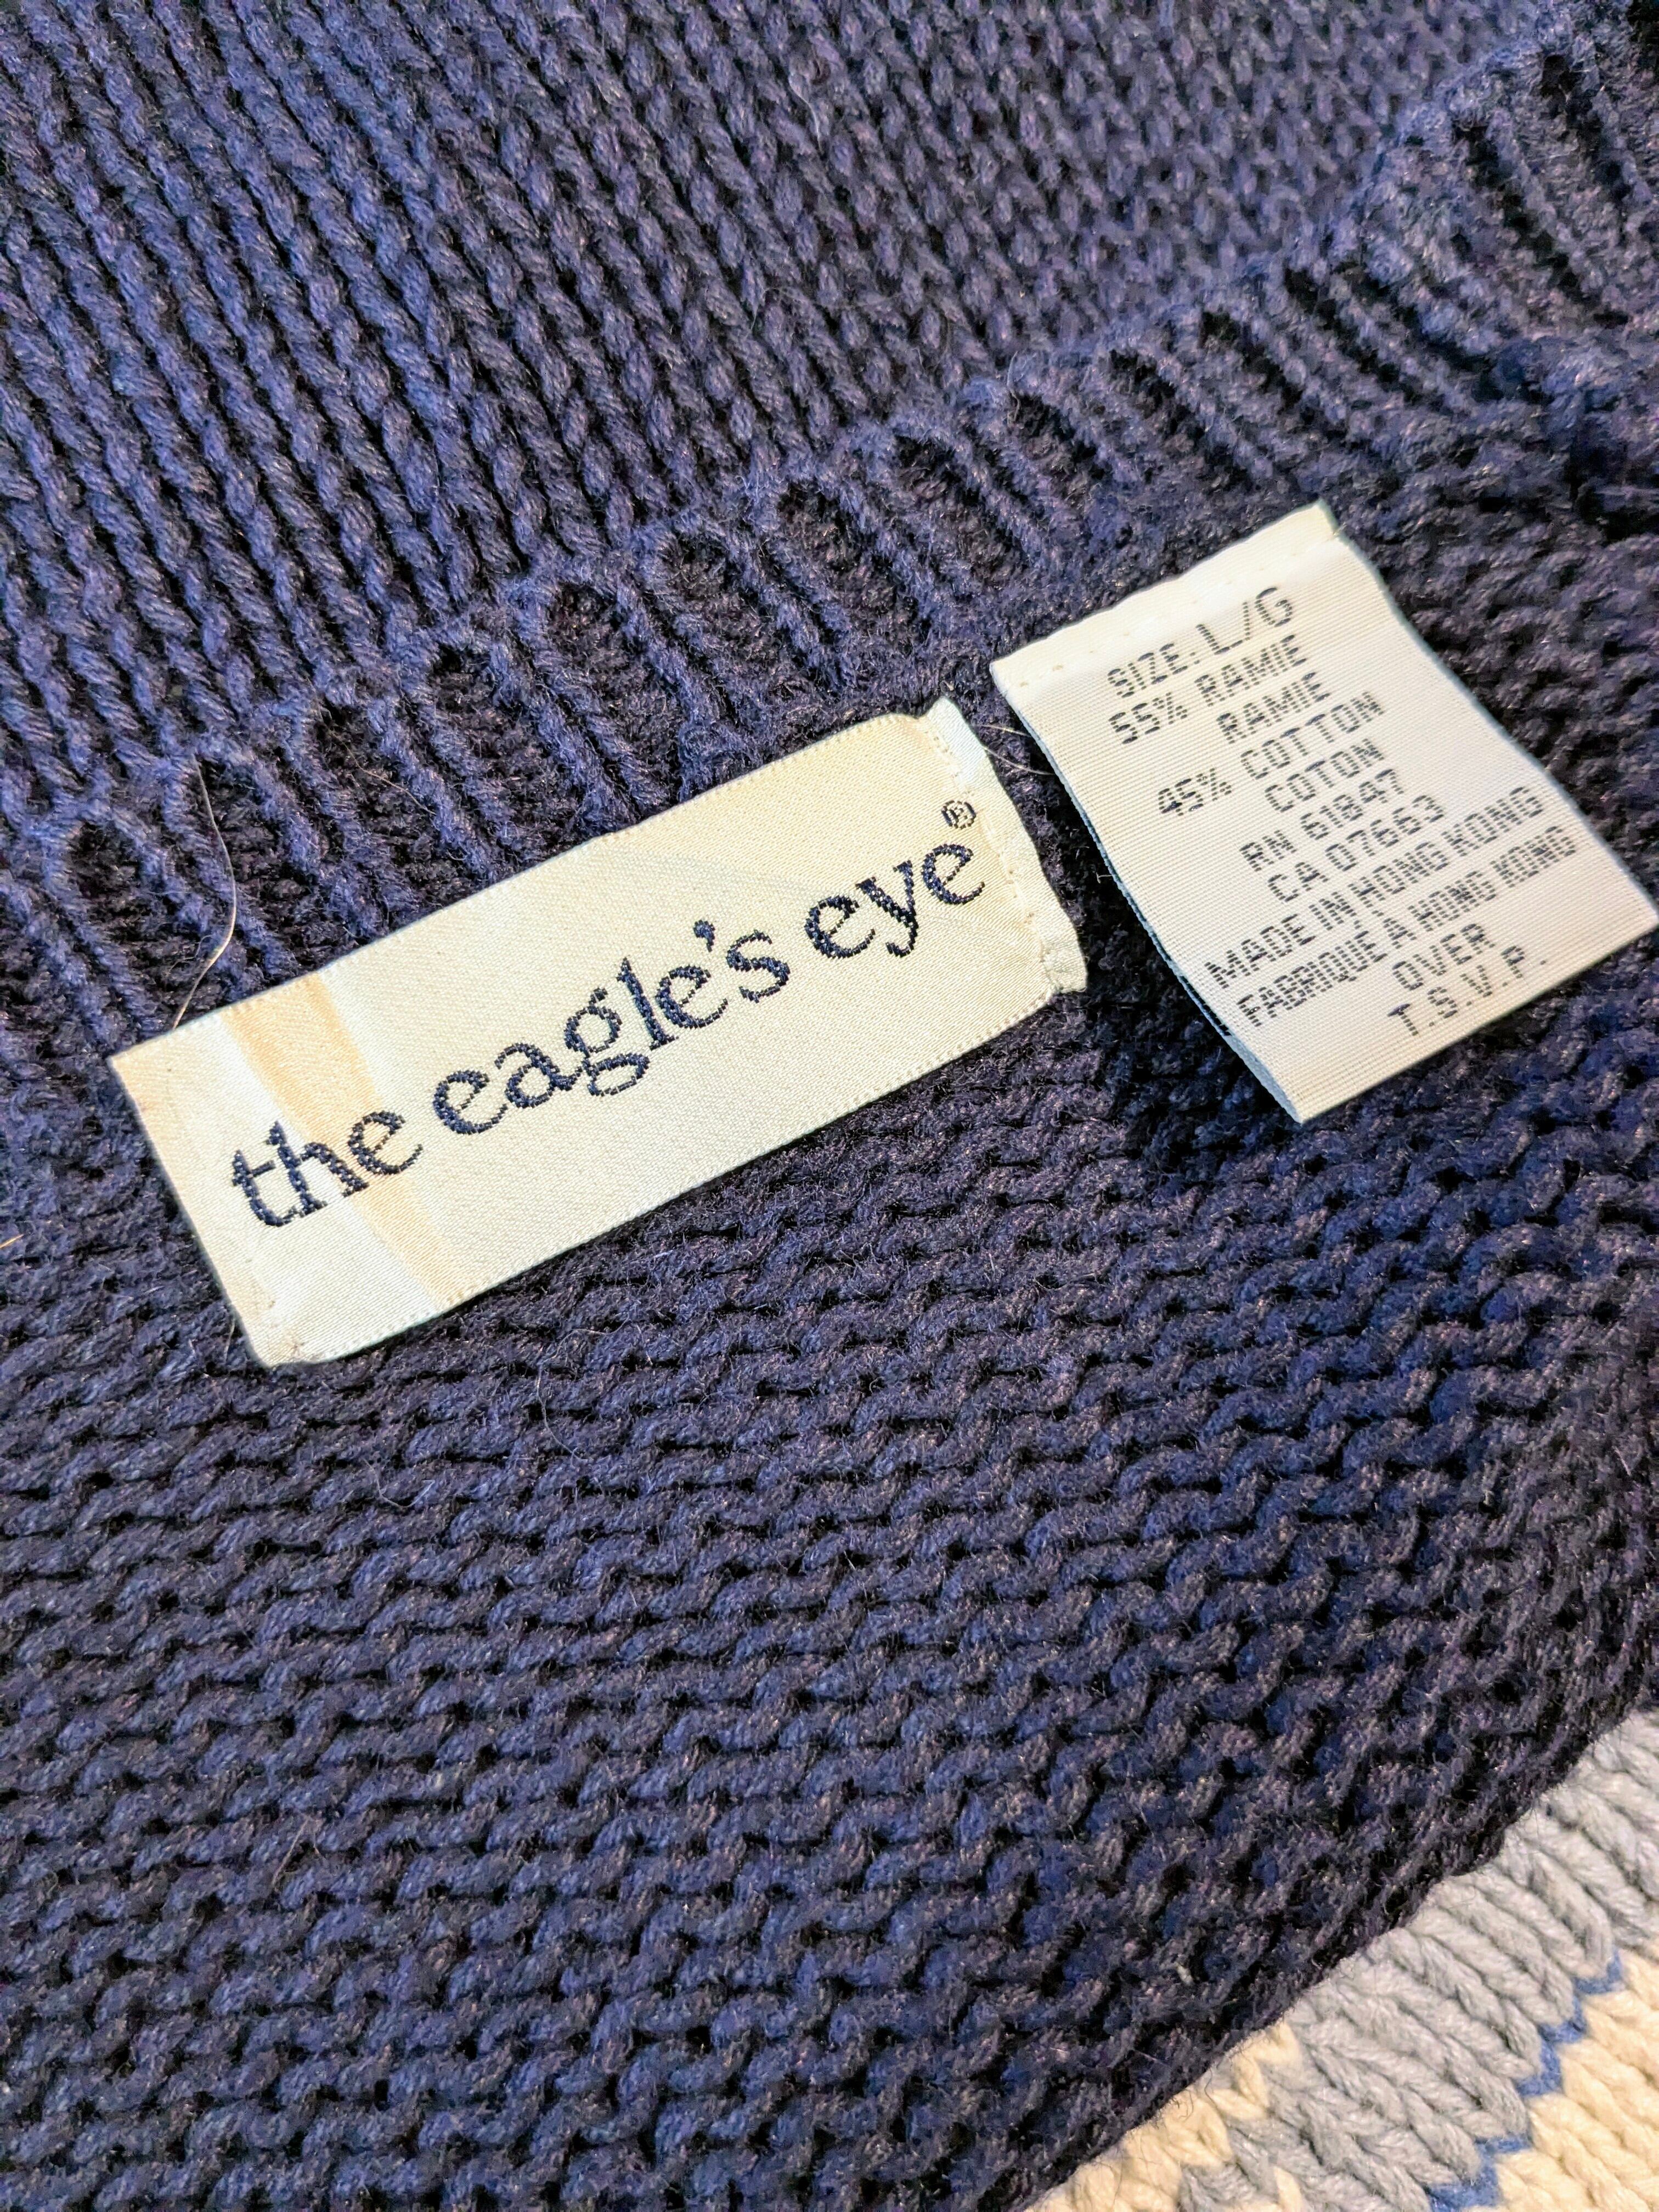 the eagle's eye®
SIZE: L/G
55% RAMIE
RAMIE
45% COTTON
COTON
RN 61847
CA 07663
MADE IN HONG KONG
FABRIQUE A HONG KONG
OVER
T.S.V.P.